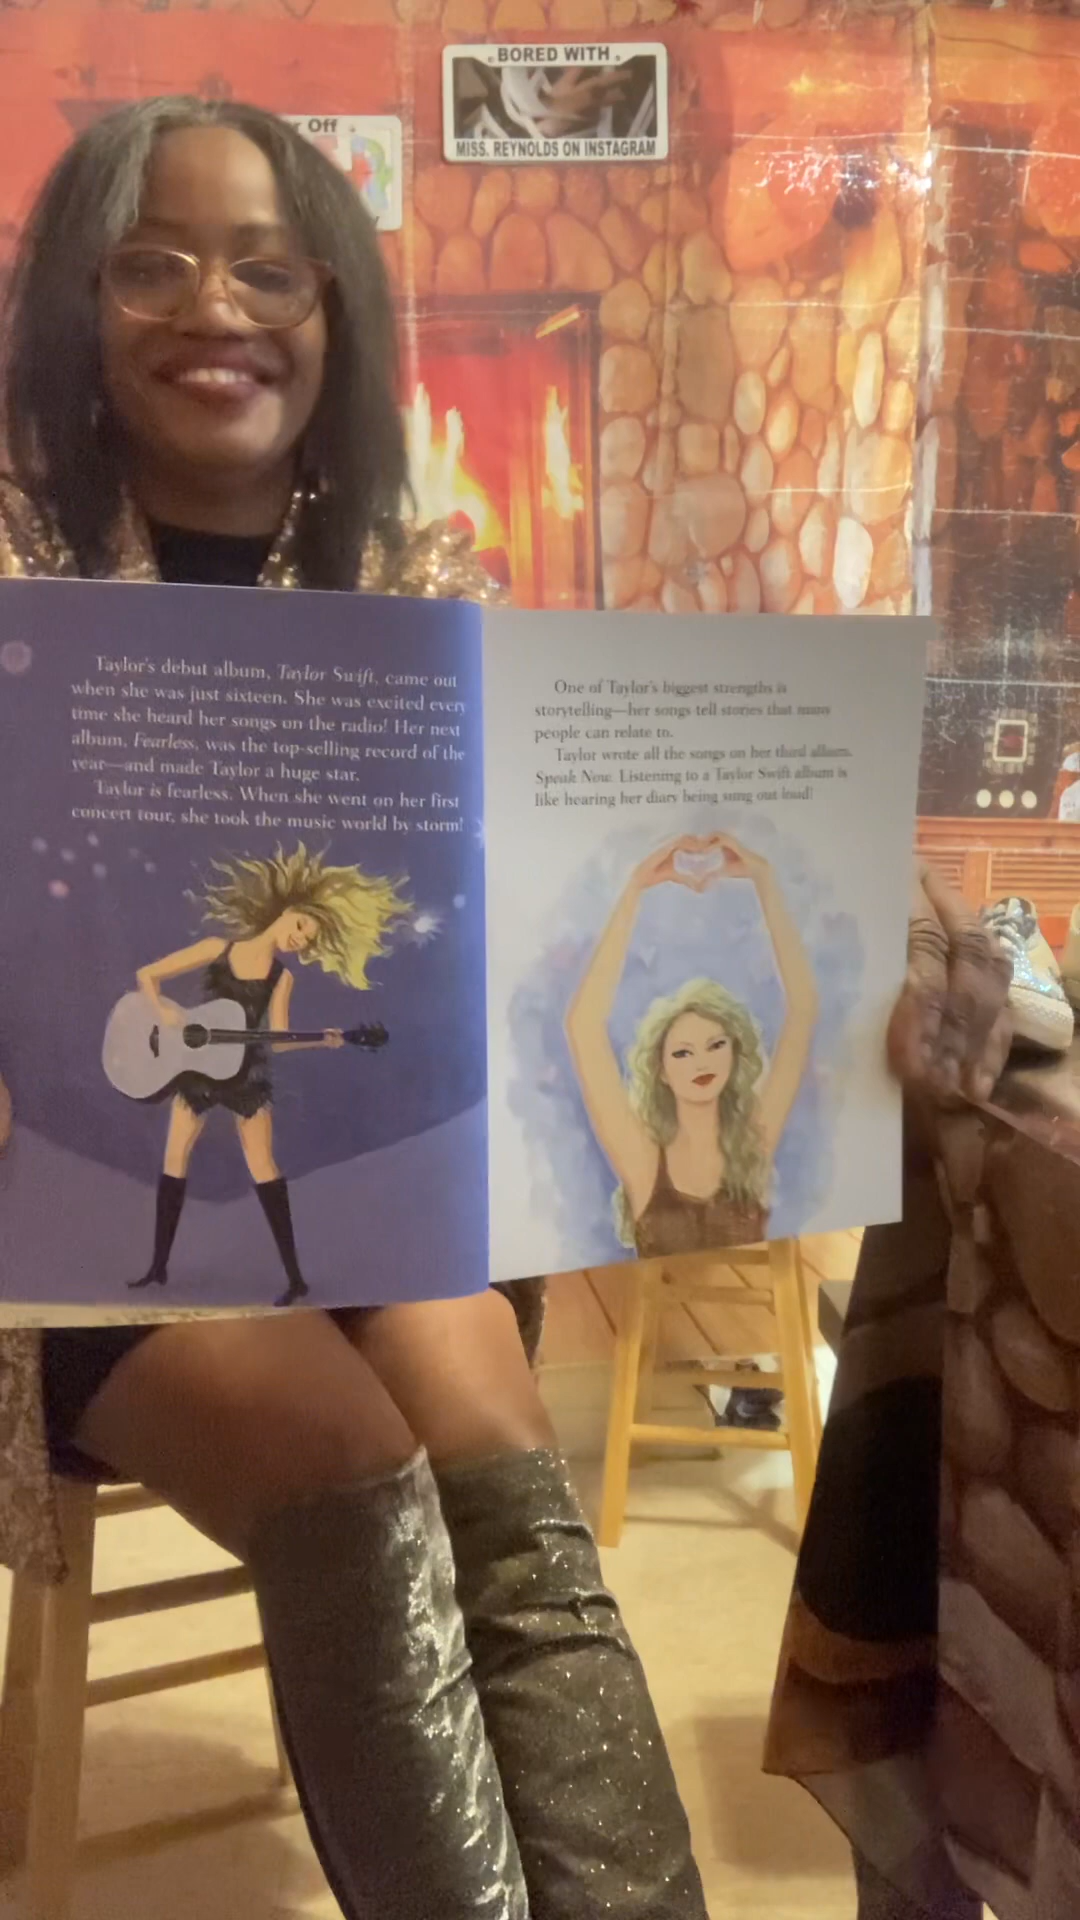 BORED WITH
MISS. REYNOLDS ON INSTAGRAM
Off
Taylor's debut album, Taylor Swift, came out
when she was just sixteen. She was excited every
time she heard her songs on the radio! Her next
album, Fearless, was the top-selling record of the
year—and made Taylor a huge star.
Taylor is fearless. When she went on her first
concert tour, she took the music world by storm!
One of Taylor's biggest strengths is
storytelling—her songs tell stories that many
people can relate to.
Taylor wrote all the songs on her third album,
Speak Now. Listening to a Taylor Swift album is
like hearing her diary being sung out loud!